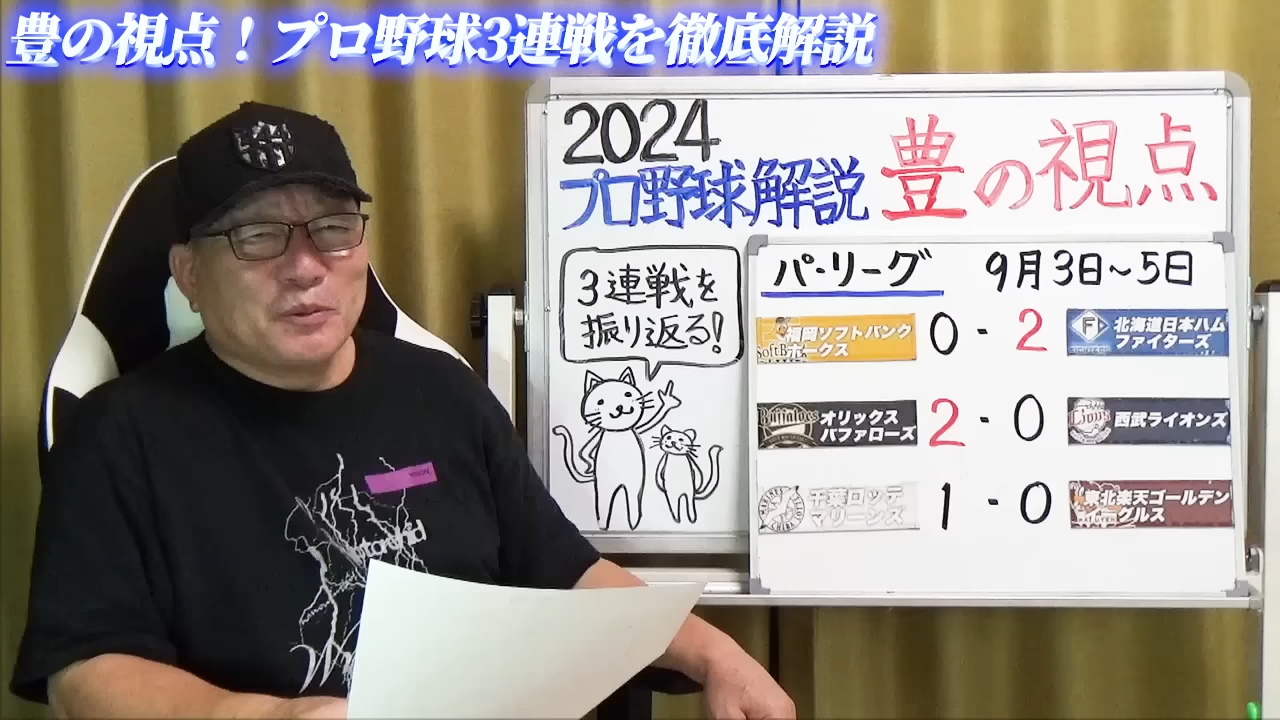 豊の視点！プロ野球3連戦を徹底解説
2024
プロ野球解説 豊の視点
3連戦を
振り返る！
パ・リーグ 9月3日～5日
福岡ソフトバンク
ホークス
0 - 2
北海道日本ハム
ファイターズ
Buffaloes
オリックス
バファローズ
2 - 0
Lions
西武ライオンズ
千葉ロッテ
マリーンズ
1 - 0
東北楽天ゴールデン
イーグルス